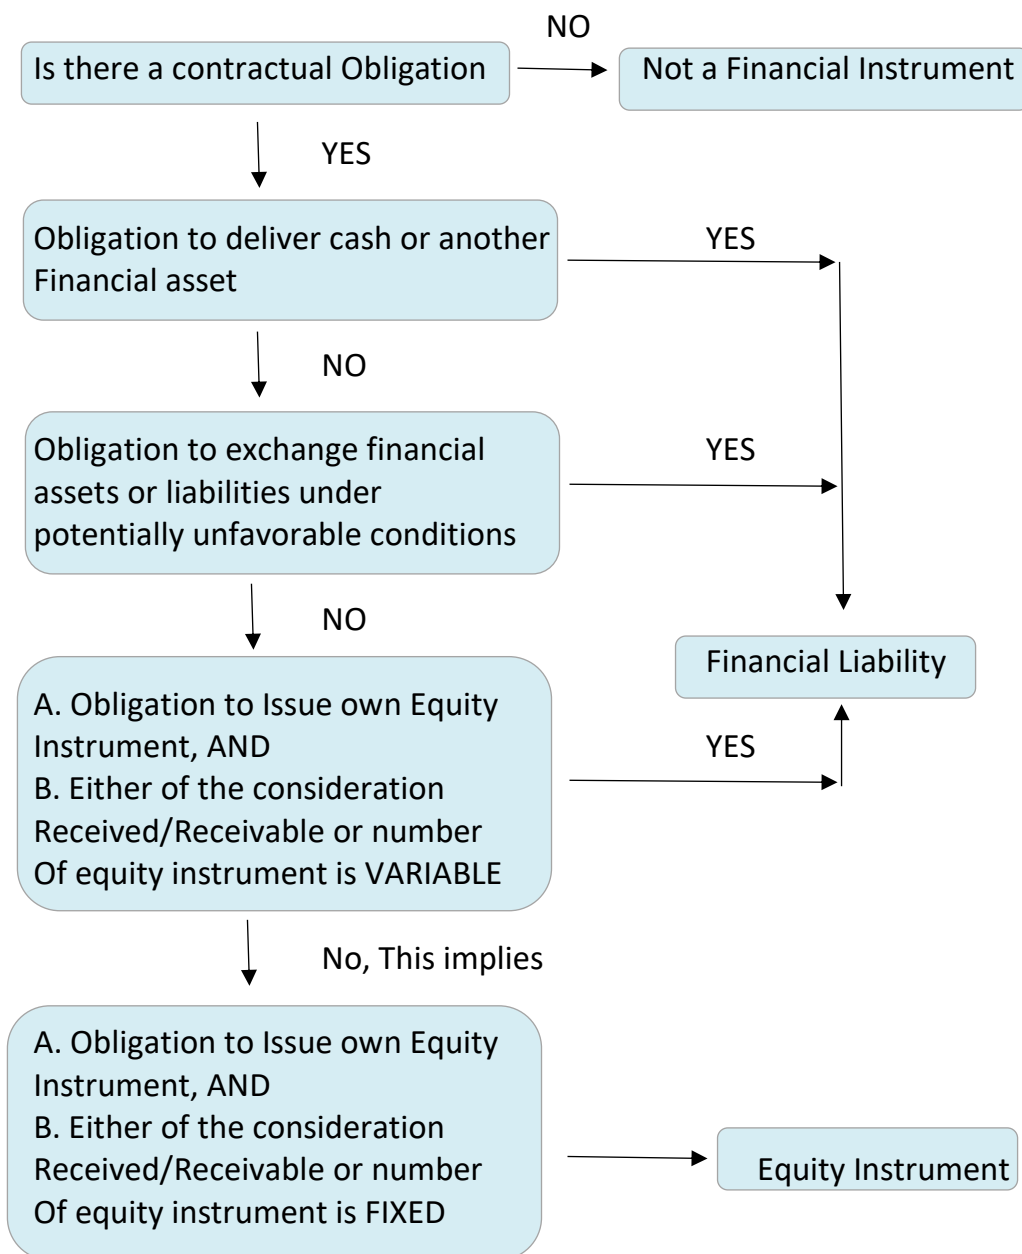 NO
Is there a contractual Obligation
Not a Financial Instrument
YES
Obligation to deliver cash or another
Financial asset
YES
NO
Obligation to exchange financial
assets or liabilities under
potentially unfavorable conditions
YES
NO
Financial Liability
A. Obligation to Issue own Equity
Instrument, AND
B. Either of the consideration
Received/Receivable or number
Of equity instrument is VARIABLE
YES
No, This implies
A. Obligation to Issue own Equity
Instrument, AND
B. Either of the consideration
Received/Receivable or number
Of equity instrument is FIXED
Equity Instrument